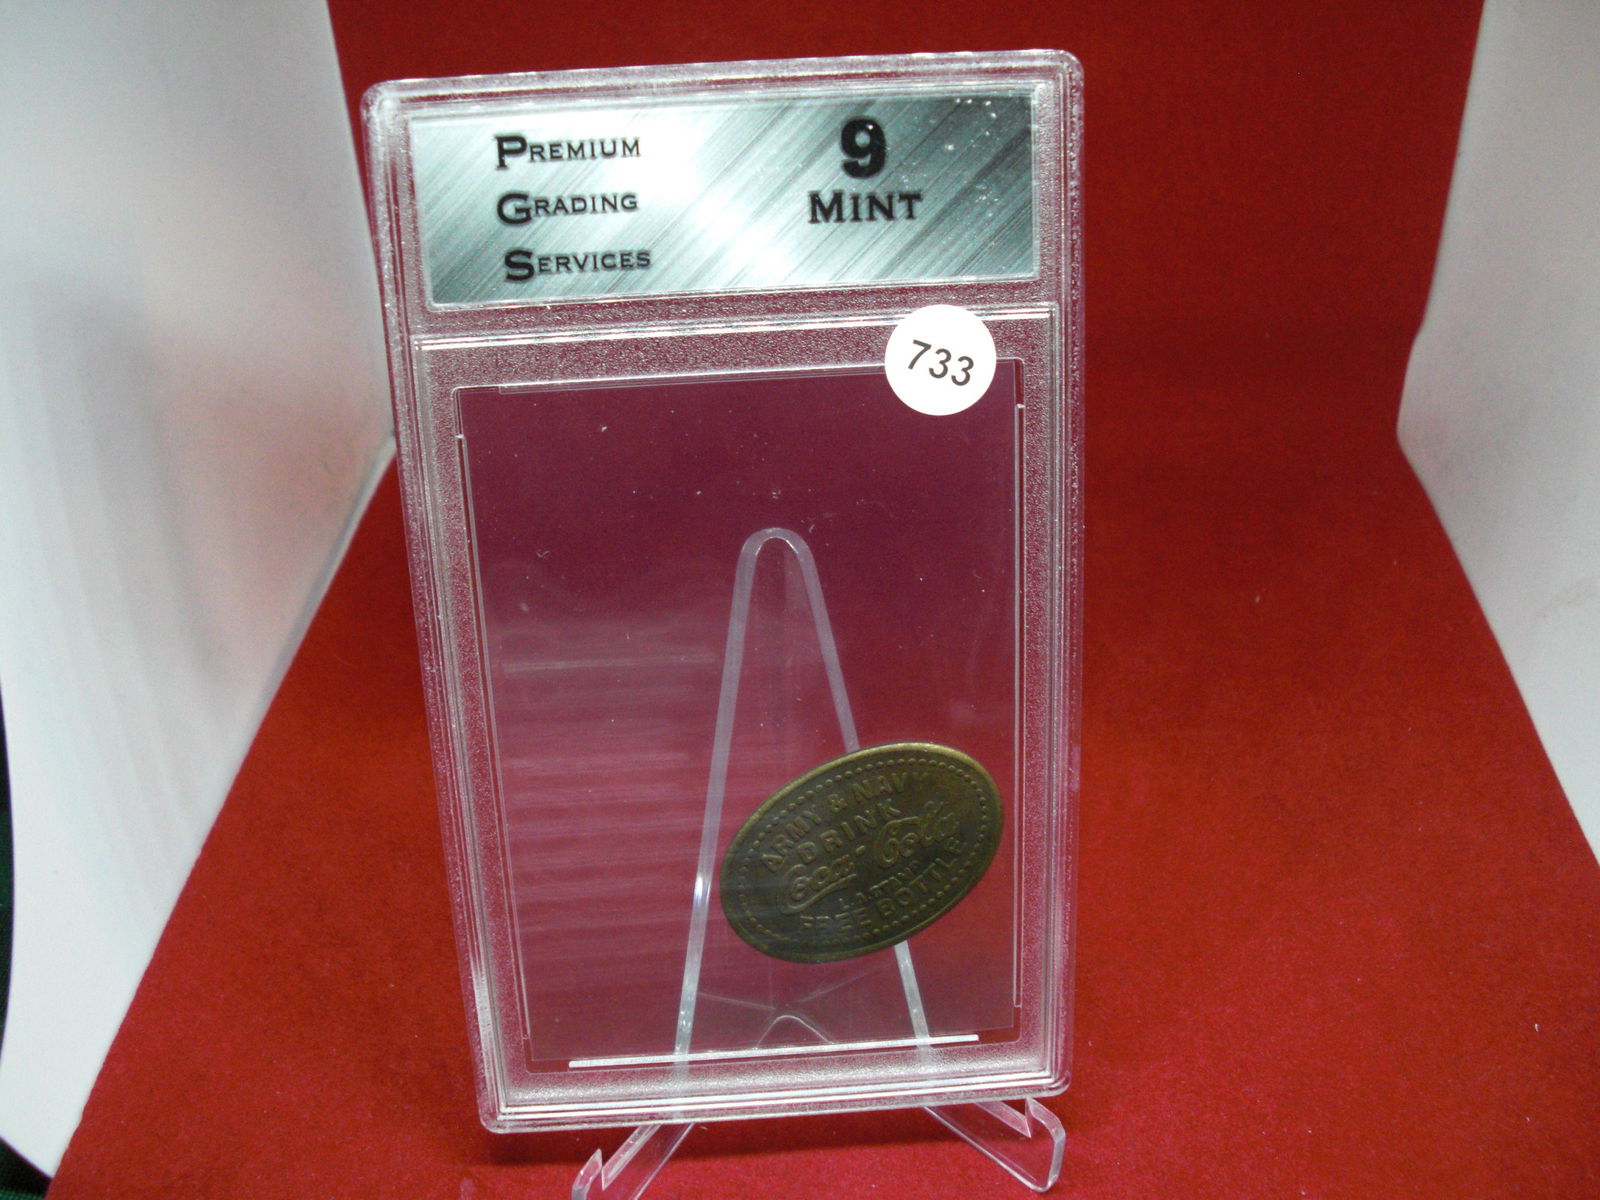 PREMIUM
GRADING
SERVICES
9
MINT
733
ARMY & NAVY
DRINK
Coca-Cola
FREE BOTTLE